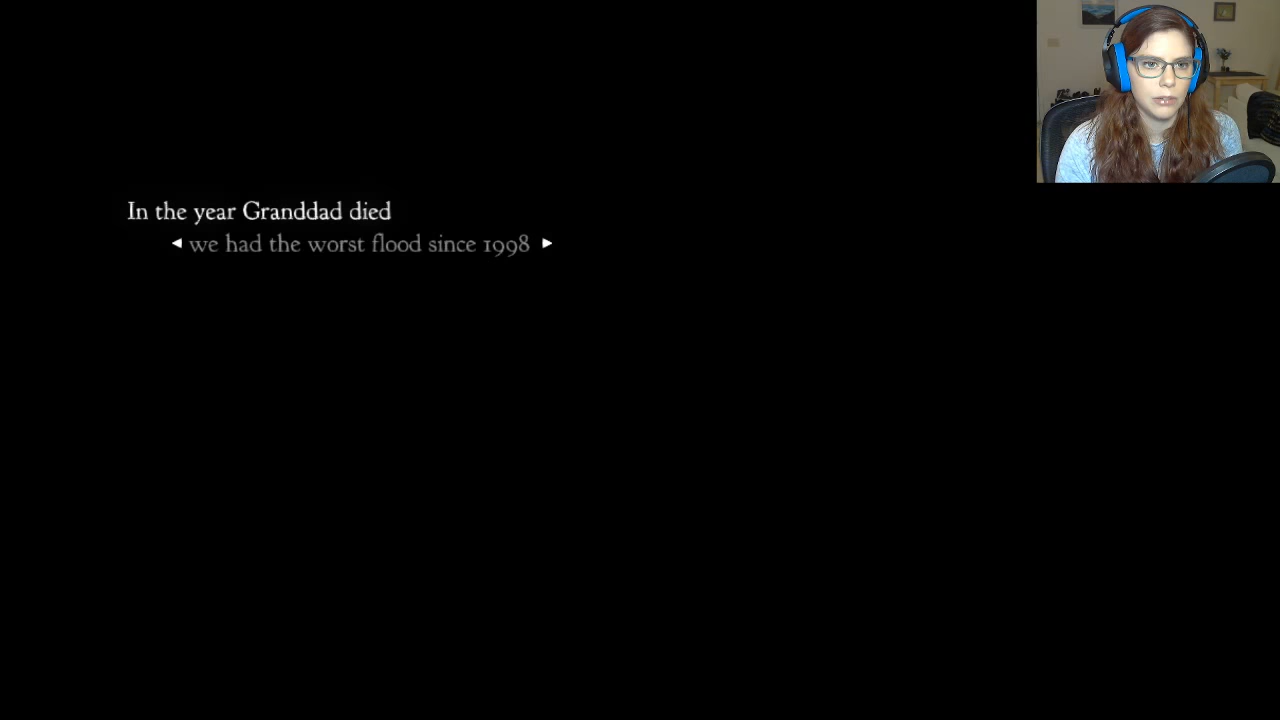 In the year Granddad died
we had the worst flood since 1998